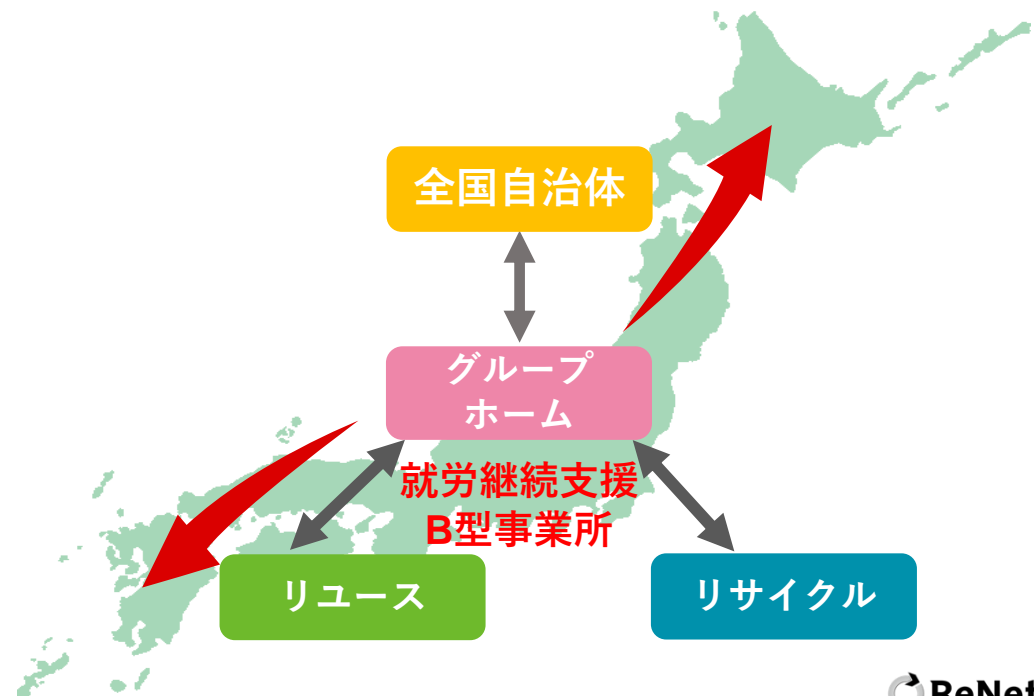 全国自治体
グループ
ホーム
就労継続支援
B型事業所
リユース
リサイクル
ReNet